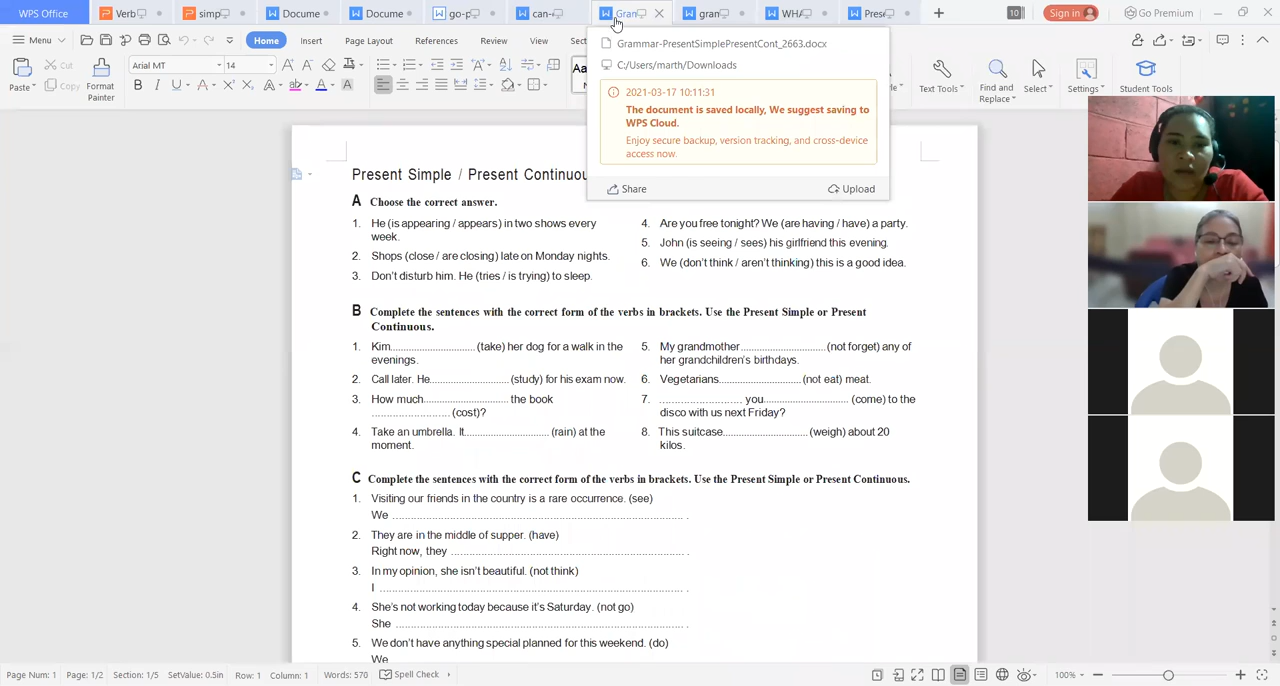 WPS Office
Verb
simp
Docume
Docume
go-p
can-
Gran
gran
WHA
Pres
10
Sign in
Go Premium
Menu
Home
Insert
Page Layout
References
Review
View
Sec
Grammar-PresentSimplePresentCont_2663.docx
C:/Users/marth/Downloads
2021-03-17 10:11:31
The document is saved locally, We suggest saving to
WPS Cloud.
Enjoy secure backup, version tracking, and cross-device
access now.
Share
Upload
Paste
Cut
Copy
Format
Painter
Arial MT
14
Text Tools
Find and
Replace
Select
Settings
Student Tools
Present Simple / Present Continuou
A Choose the correct answer.
1. He (is appearing / appears) in two shows every
week.
2. Shops (close / are closing) late on Monday nights.
3. Don't disturb him. He (tries / is trying) to sleep.
4. Are you free tonight? We (are having / have) a party.
5. John (is seeing / sees) his girlfriend this evening.
6. We (don't think / aren't thinking) this is a good idea.
B Complete the sentences with the correct form of the verbs in brackets. Use the Present Simple or Present
Continuous.
1. Kim............................ (take) her dog for a walk in the
evenings.
2. Call later. He.......................... (study) for his exam now.
3. How much............................ the book
.......................... (cost)?
4. Take an umbrella. It............................ (rain) at the
moment.
5. My grandmother............................ (not forget) any of
her grandchildren's birthdays.
6. Vegetarians........................... (not eat) meat.
7. ............................ you............................ (come) to the
disco with us next Friday?
8. This suitcase............................ (weigh) about 20
kilos.
C Complete the sentences with the correct form of the verbs in brackets. Use the Present Simple or Present Continuous.
1. Visiting our friends in the country is a rare occurrence. (see)
We .................................................................................. .
2. They are in the middle of supper. (have)
Right now, they .................................................................. .
3. In my opinion, she isn't beautiful. (not think)
I .................................................................................. .
4. She's not working today because it's Saturday. (not go)
She .................................................................................. .
5. We don't have anything special planned for this weekend. (do)
We
Page Num: 1
Page: 1/2
Section: 1/5
SetValue: 0.5in
Row: 1
Column: 1
Words: 570
Spell Check
100%